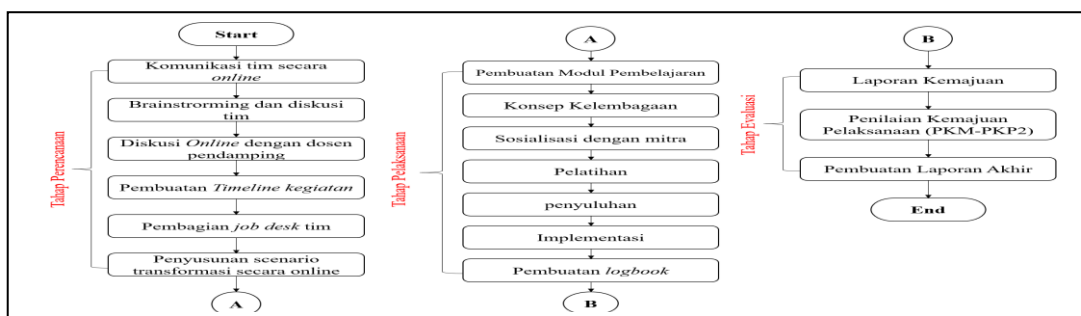 Start
Tahap Perencanaan
Komunikasi tim secara
online
Brainstrorming dan diskusi
tim
Diskusi Online dengan dosen
pendamping
Pembuatan Timeline kegiatan
Pembagian job desk tim
Penyusunan scenario
transformasi secara online
A
A
Tahap Pelaksanaan
Pembuatan Modul Pembelajaran
Konsep Kelembagaan
Sosialisasi dengan mitra
Pelatihan
penyuluhan
Implementasi
Pembuatan logbook
B
B
Tahap Evaluasi
Laporan Kemajuan
Penilaian Kemajuan
Pelaksanaan (PKM-PKP2)
Pembuatan Laporan Akhir
End